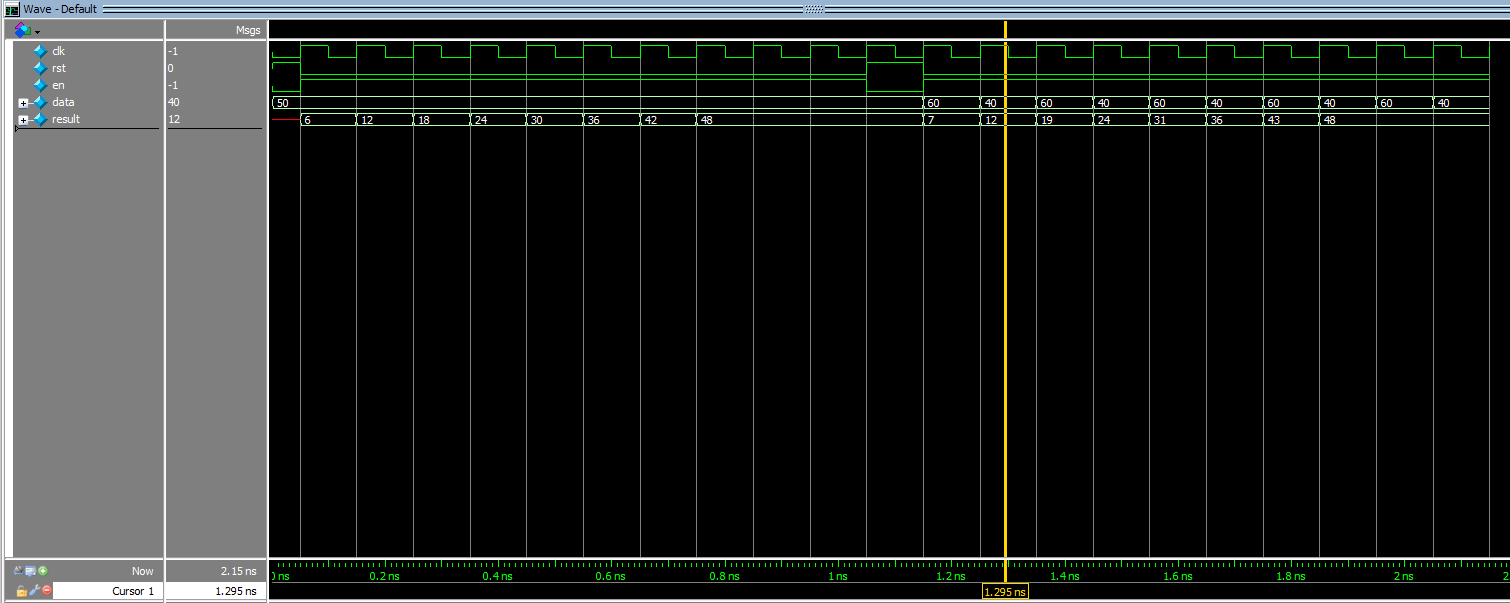 Wave - Default
Msgs
clk -1
rst 0
en -1
data 40 50 60 40 60 40 60 40 60 40 60 40
result 12 6 12 18 24 30 36 42 48 7 12 19 24 31 36 43 48
Now 2.15 ns 0 ns 0.2 ns 0.4 ns 0.6 ns 0.8 ns 1 ns 1.2 ns 1.4 ns 1.6 ns 1.8 ns 2 ns 2
Cursor 1 1.295 ns 1.295 ns